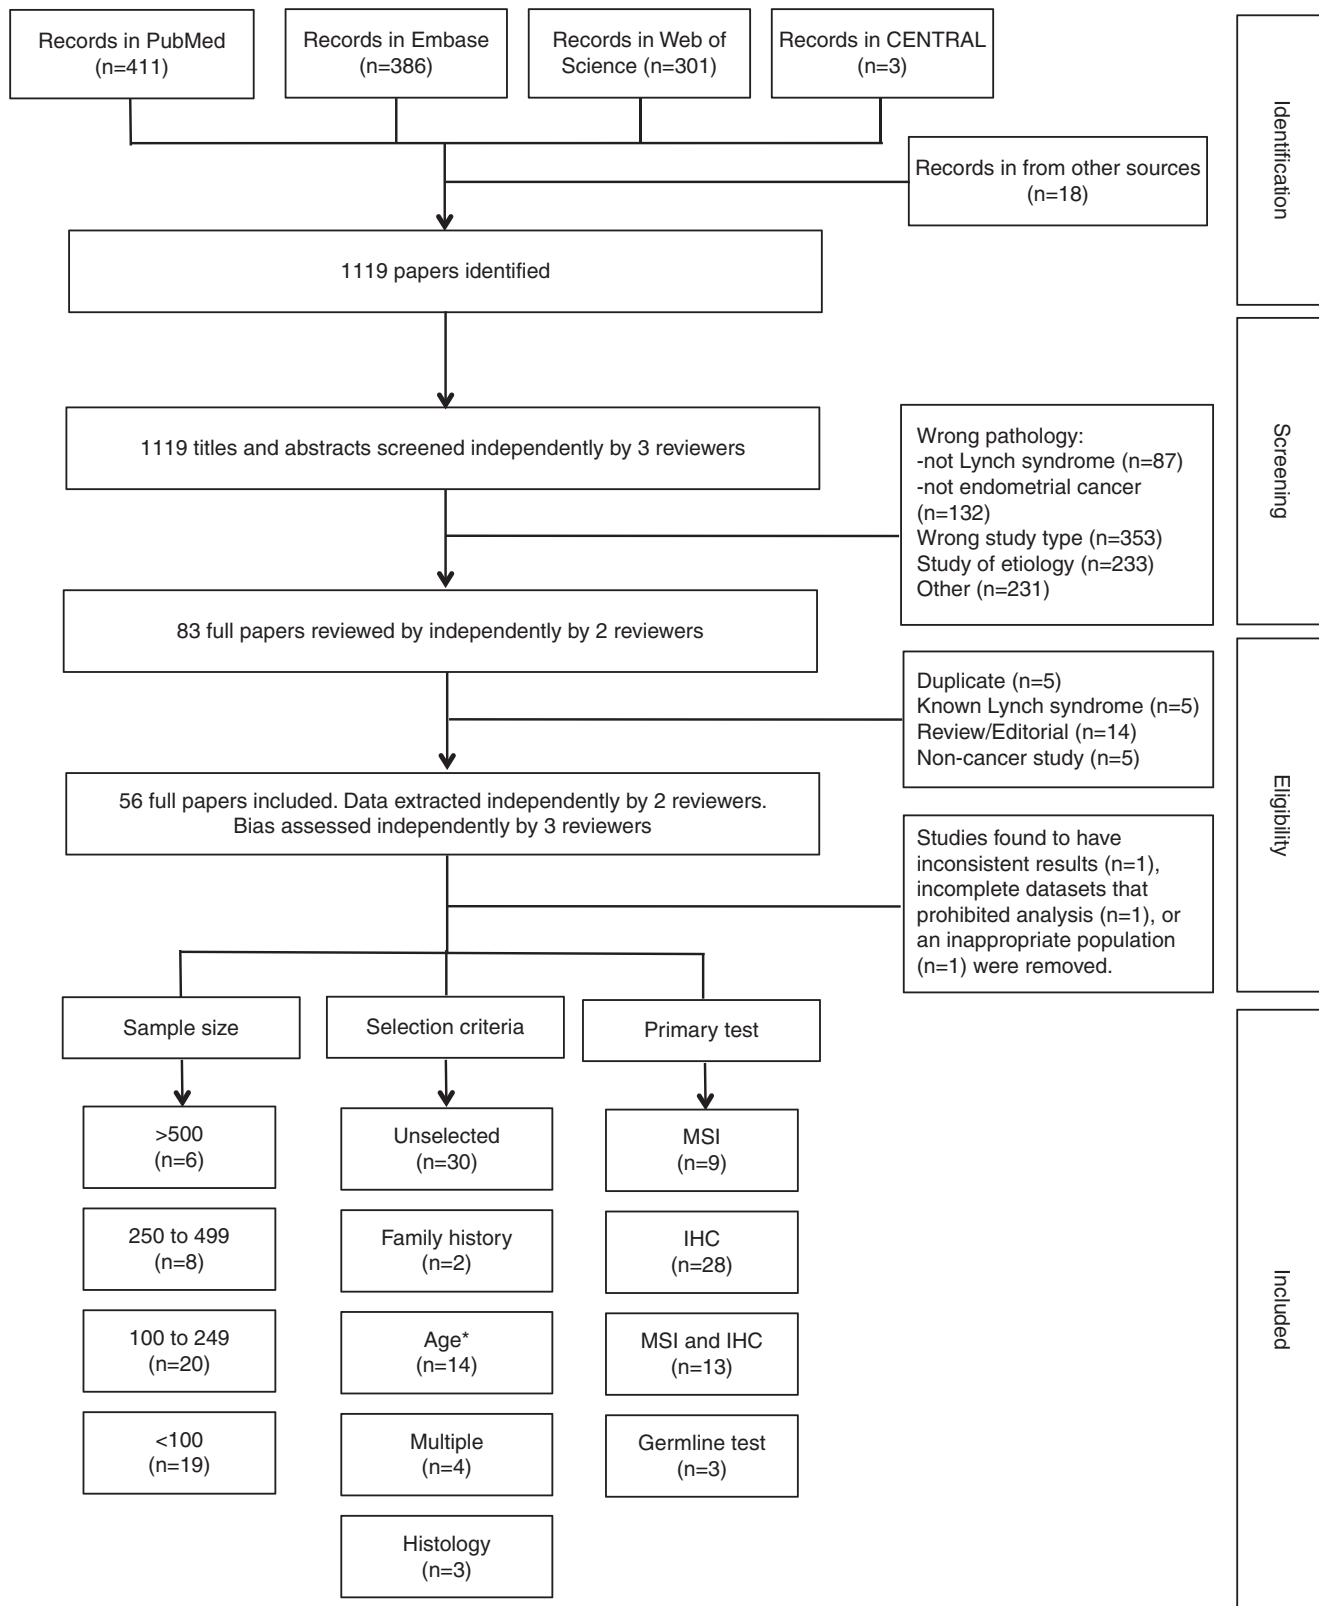 Records in PubMed
(n=411)
Records in Embase
(n=386)
Records in Web of
Science (n=301)
Records in CENTRAL
(n=3)
Identification
Records in from other sources
(n=18)
1119 papers identified
1119 titles and abstracts screened independently by 3 reviewers
Screening
Wrong pathology:
-not Lynch syndrome (n=87)
-not endometrial cancer
(n=132)
Wrong study type (n=353)
Study of etiology (n=233)
Other (n=231)
83 full papers reviewed by independently by 2 reviewers
Eligibility
Duplicate (n=5)
Known Lynch syndrome (n=5)
Review/Editorial (n=14)
Non-cancer study (n=5)
56 full papers included. Data extracted independently by 2 reviewers.
Bias assessed independently by 3 reviewers
Studies found to have
inconsistent results (n=1),
incomplete datasets that
prohibited analysis (n=1), or
an inappropriate population
(n=1) were removed.
Included
Sample size
>500
(n=6)
250 to 499
(n=8)
100 to 249
(n=20)
<100
(n=19)
Selection criteria
Unselected
(n=30)
Family history
(n=2)
Age*
(n=14)
Multiple
(n=4)
Histology
(n=3)
Primary test
MSI
(n=9)
IHC
(n=28)
MSI and IHC
(n=13)
Germline test
(n=3)